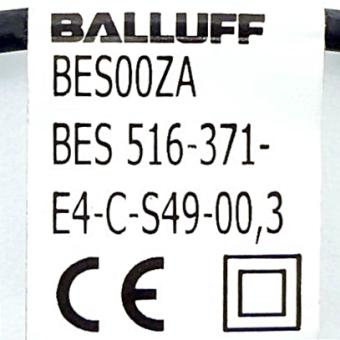 BALLUFF
BES00ZA
BES 516-371-
E4-C-S49-00,3
CE